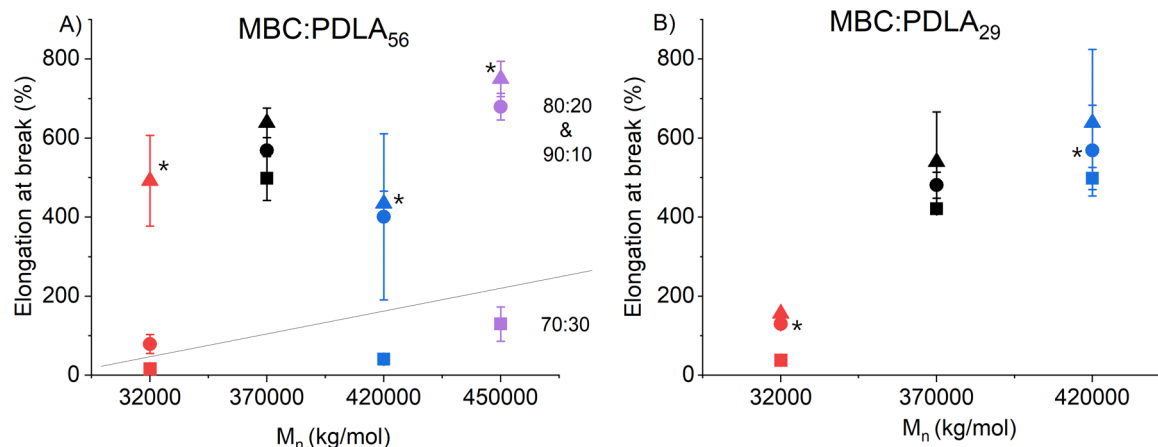 A)
MBC:PDLA56
Elongation at break (%)
800
600
400
200
0
*
*
*
80:20
&
90:10
70:30
32000 370000 420000 450000
Mn (kg/mol)
B)
MBC:PDLA29
Elongation at break (%)
800
600
400
200
0
*
*
32000 370000 420000
Mn (kg/mol)